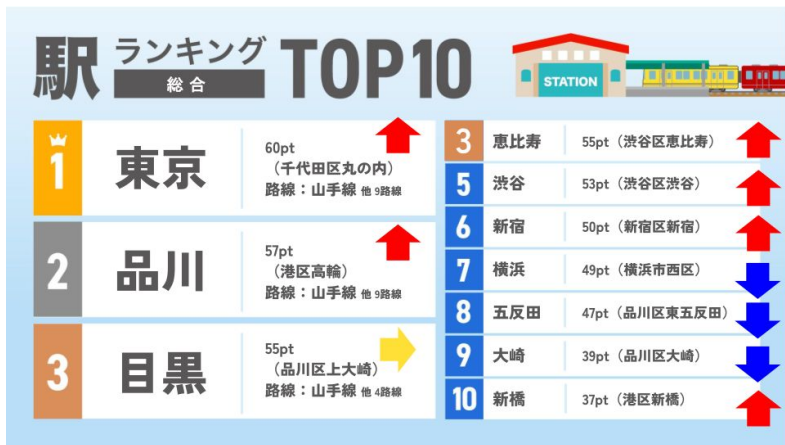 駅
ランキング
総合
TOP10
STATION
1
東京
60pt
(千代田区丸の内)
路線：山手線 他 9路線
2
品川
57pt
(港区高輪)
路線：山手線 他 9路線
3
目黒
55pt
(品川区上大崎)
路線：山手線 他 4路線
3 恵比寿 55pt (渋谷区恵比寿)
5 渋谷 53pt (渋谷区渋谷)
6 新宿 50pt (新宿区新宿)
7 横浜 49pt (横浜市西区)
8 五反田 47pt (品川区東五反田)
9 大崎 39pt (品川区大崎)
10 新橋 37pt (港区新橋)